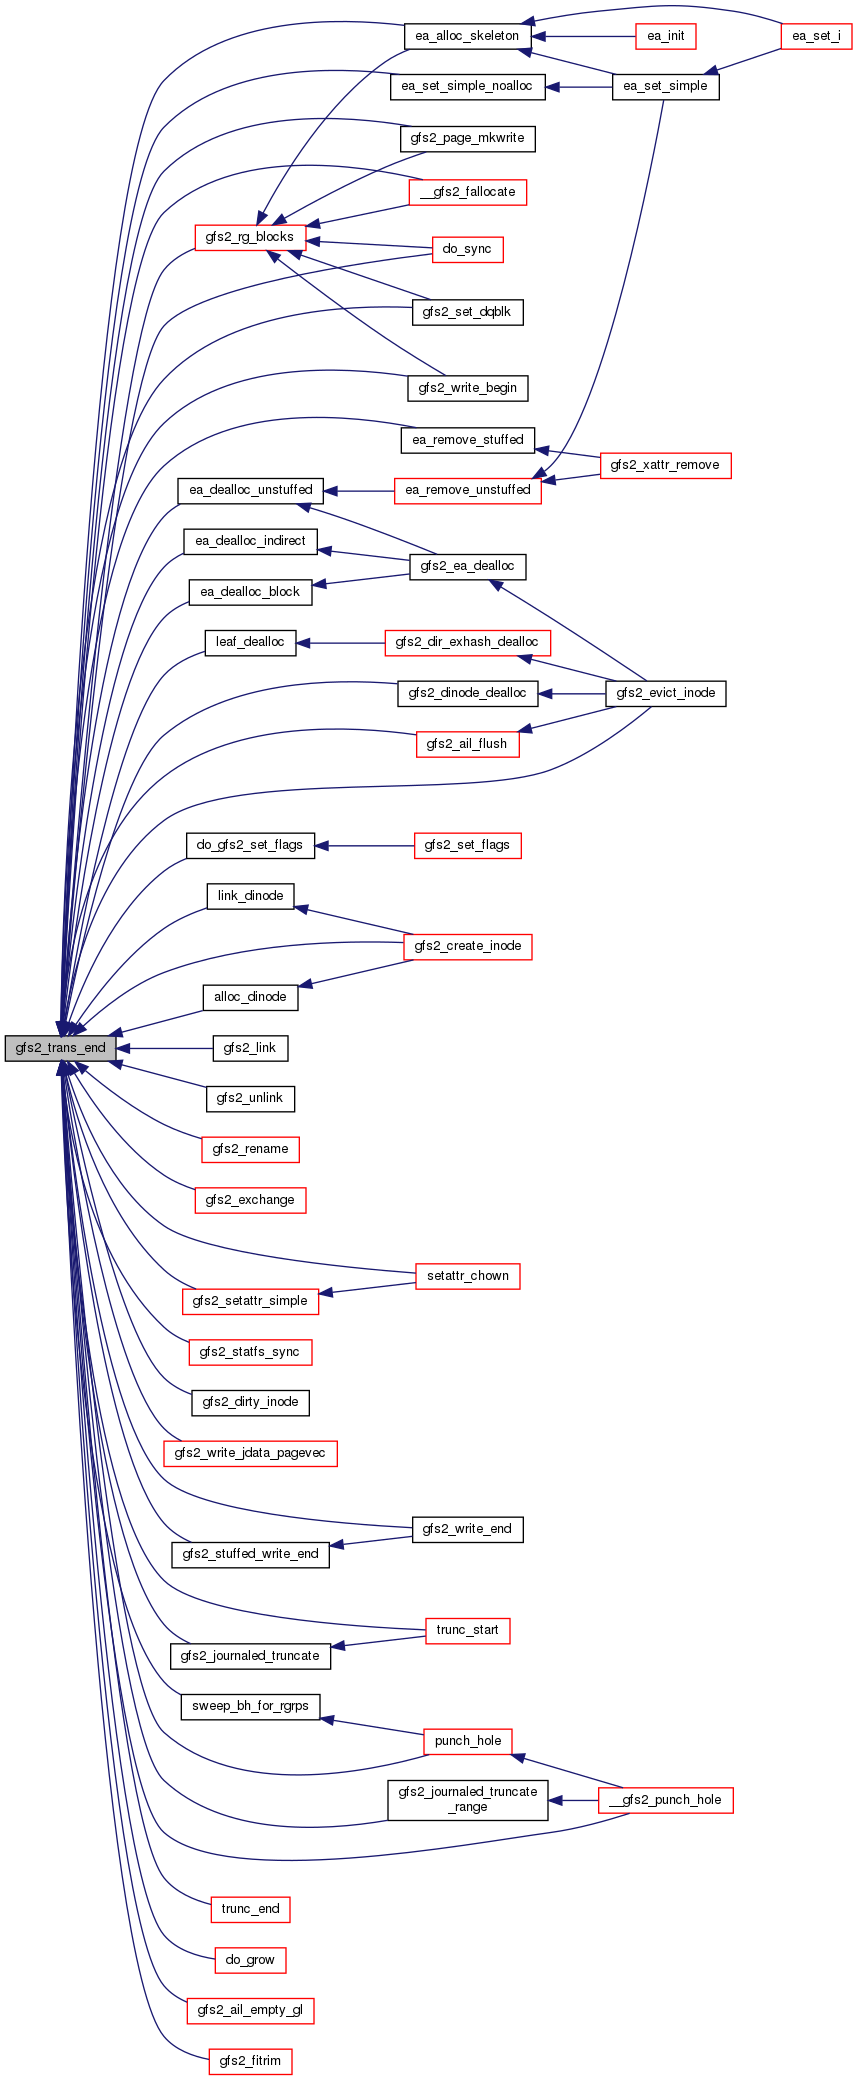 ea_alloc_skeleton
ea_init
ea_set_i
ea_set_simple_noalloc
ea_set_simple
gfs2_page_mkwrite
__gfs2_fallocate
gfs2_rg_blocks
do_sync
gfs2_set_dqblk
gfs2_write_begin
ea_remove_stuffed
gfs2_xattr_remove
ea_dealloc_unstuffed
ea_remove_unstuffed
ea_dealloc_indirect
gfs2_ea_dealloc
ea_dealloc_block
leaf_dealloc
gfs2_dir_exhash_dealloc
gfs2_dinode_dealloc
gfs2_evict_inode
gfs2_ail_flush
do_gfs2_set_flags
gfs2_set_flags
link_dinode
gfs2_create_inode
alloc_dinode
gfs2_trans_end
gfs2_link
gfs2_unlink
gfs2_rename
gfs2_exchange
setattr_chown
gfs2_setattr_simple
gfs2_statfs_sync
gfs2_dirty_inode
gfs2_write_jdata_pagevec
gfs2_write_end
gfs2_stuffed_write_end
trunc_start
gfs2_journaled_truncate
sweep_bh_for_rgrps
punch_hole
gfs2_journaled_truncate
_range
__gfs2_punch_hole
trunc_end
do_grow
gfs2_ail_empty_gl
gfs2_fitrim